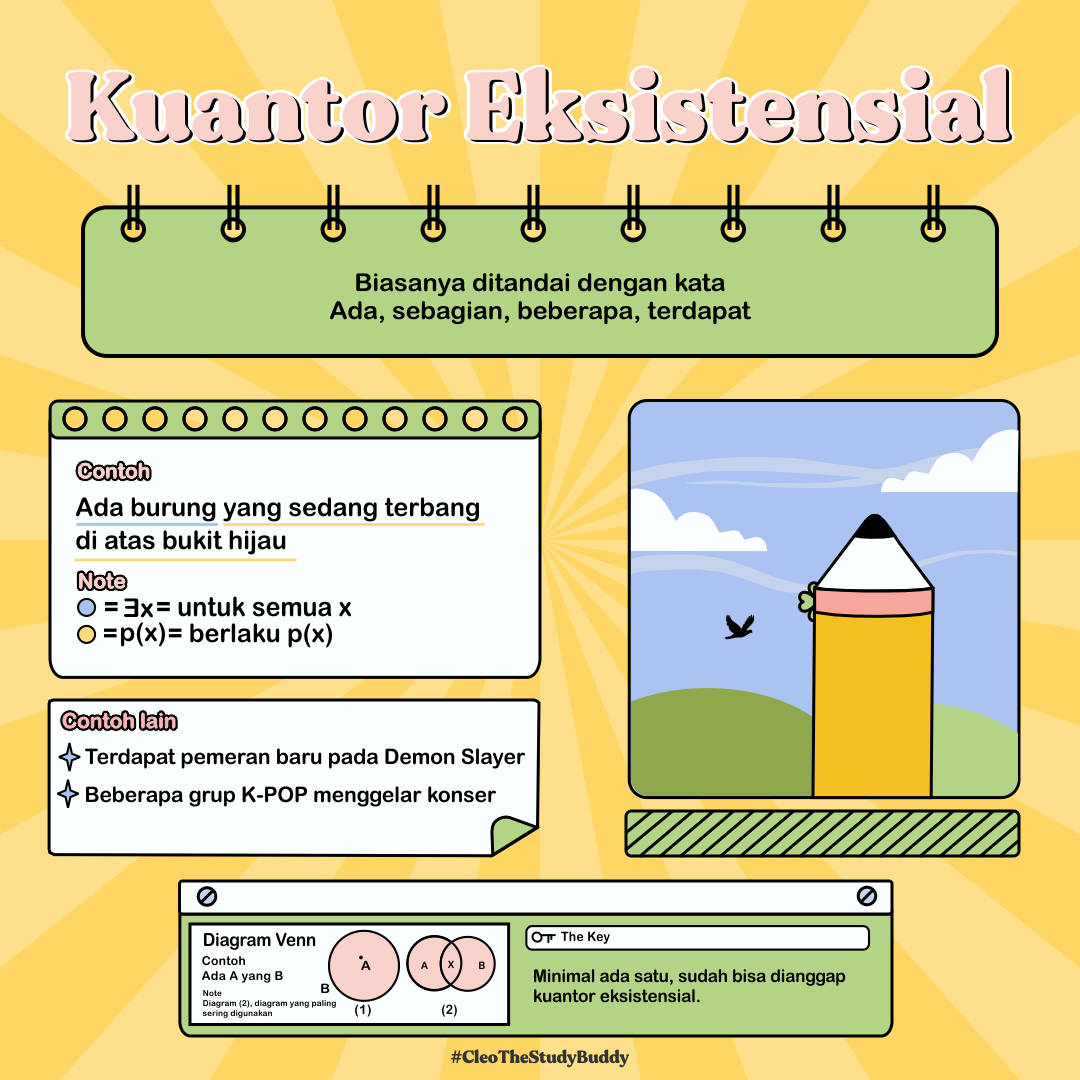 Kuantor Eksistensial
Biasanya ditandai dengan kata
Ada, sebagian, beberapa, terdapat
Contoh
Ada burung yang sedang terbang
di atas bukit hijau
Note
= ∃x= untuk semua x
=p(x)= berlaku p(x)
Contoh lain
Terdapat pemeran baru pada Demon Slayer
Beberapa grup K-POP menggelar konser
Diagram Venn
Contoh
Ada A yang B
Note
Diagram (2), diagram yang paling
sering digunakan
A
B
(1)
A X B
(2)
The Key
Minimal ada satu, sudah bisa dianggap
kuantor eksistensial.
#CleoTheStudyBuddy